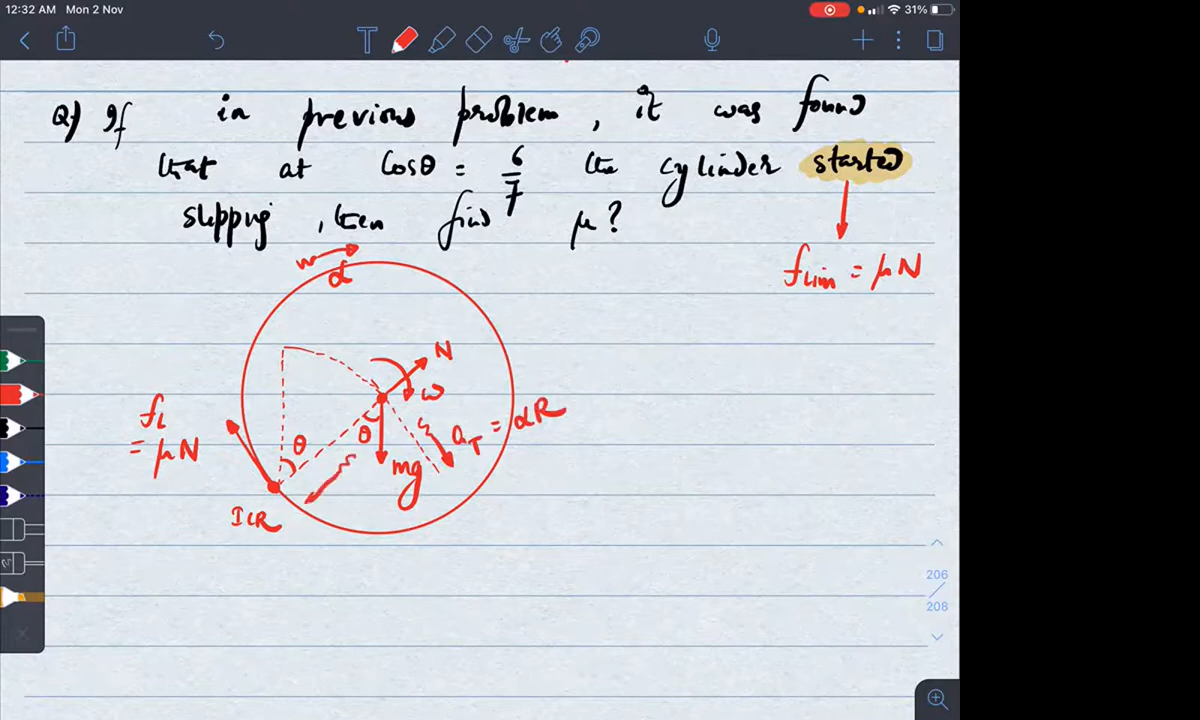 12:32 AM Mon 2 Nov
31%
Q) If in previous problem, it was found
that at Cosθ = 6/7 the cylinder started
slipping, then find μ?
f Lim = μN
ω
α
N
ω
fL
= μN
θ
θ
mg
aT = αR
ICR
206
208